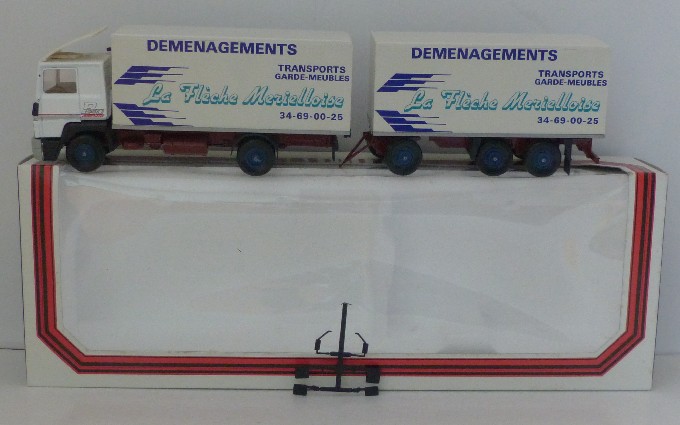 DEMENAGEMENTS
TRANSPORTS
GARDE-MEUBLES
La Flèche Merielloise
34-69-00-25
DEMENAGEMENTS
TRANSPORTS
GARDE-MEUBLES
La Flèche Merielloise
34-69-00-25